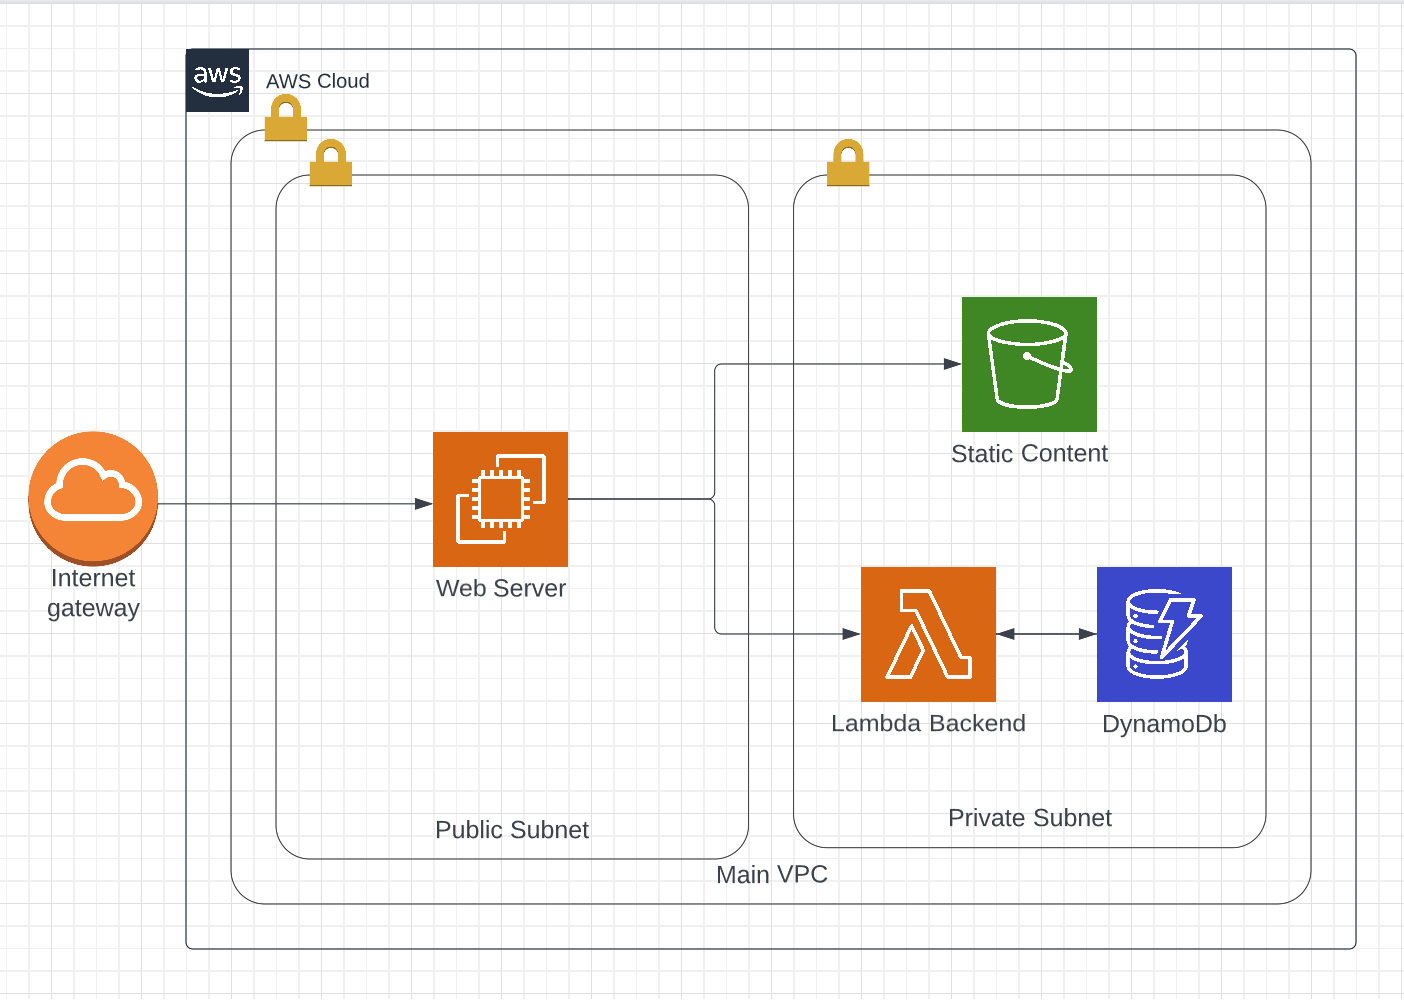 aws
AWS Cloud
Static Content
Internet
gateway
Web Server
Lambda Backend
DynamoDb
Public Subnet
Private Subnet
Main VPC